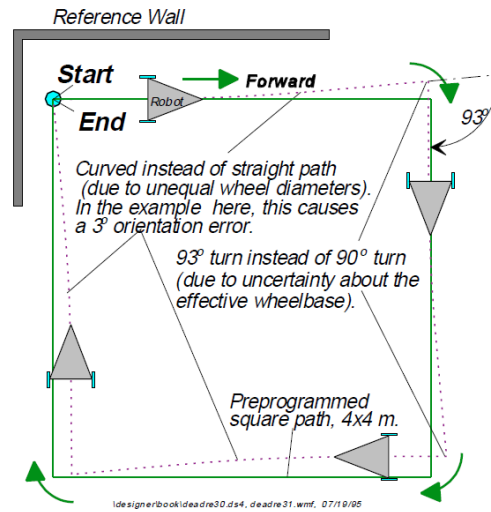 Reference Wall
Start
Forward
Robot
End
93°
Curved instead of straight path
(due to unequal wheel diameters).
In the example here, this causes
a 3° orientation error.
93° turn instead of 90° turn
(due to uncertainty about the
effective wheelbase).
Preprogrammed
square path, 4x4 m.
\designer\book\deadre30.ds4, deadre31.wmf, 07/19/95